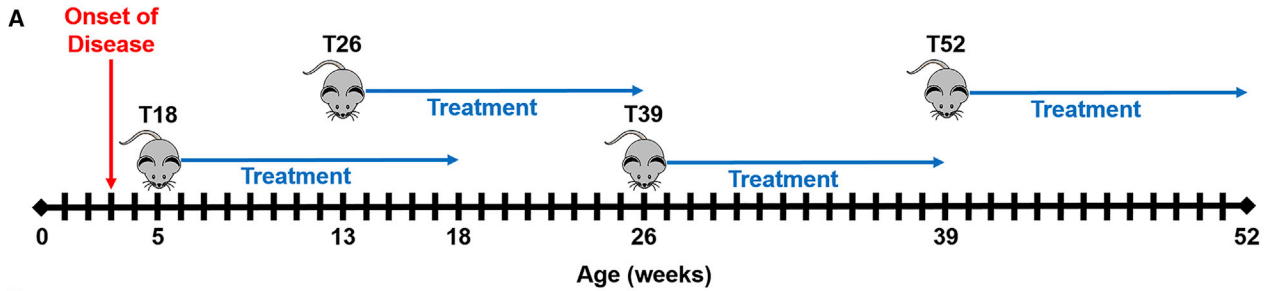 A
Onset of
Disease
T26
T52
Treatment
Treatment
T18
T39
Treatment
Treatment
0
5
13
18
26
39
52
Age (weeks)